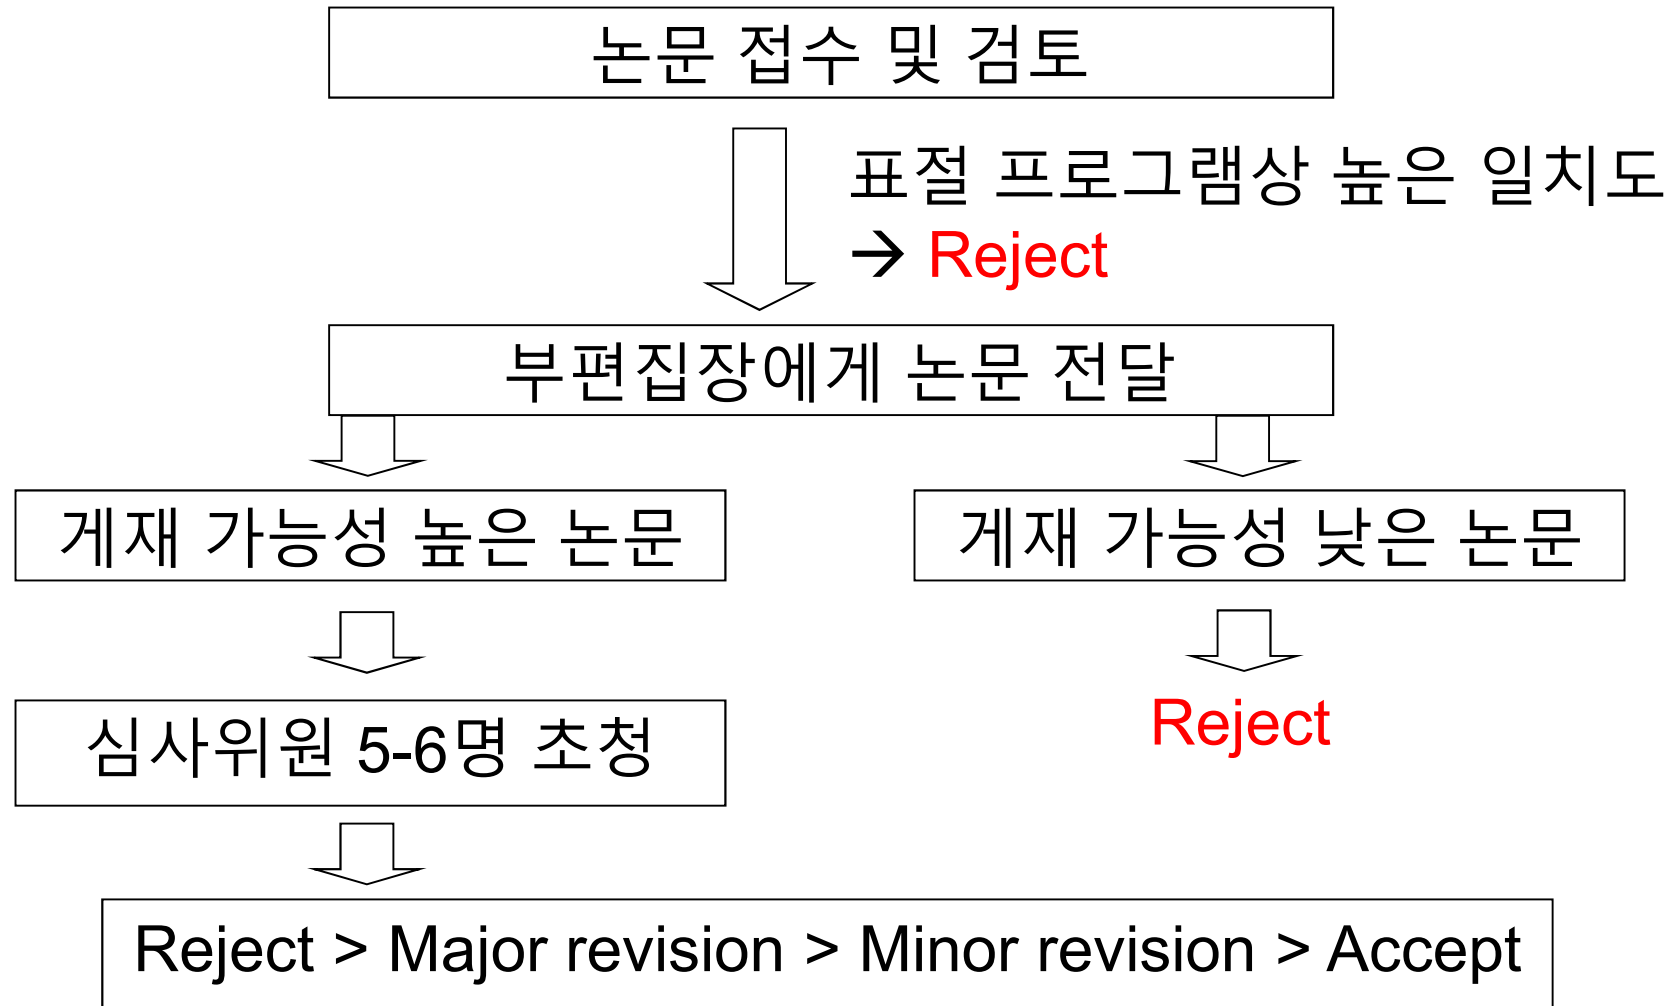 논문 접수 및 검토
표절 프로그램상 높은 일치도
→ Reject
부편집장에게 논문 전달
게재 가능성 높은 논문
게재 가능성 낮은 논문
심사위원 5-6명 초청
Reject
Reject > Major revision > Minor revision > Accept